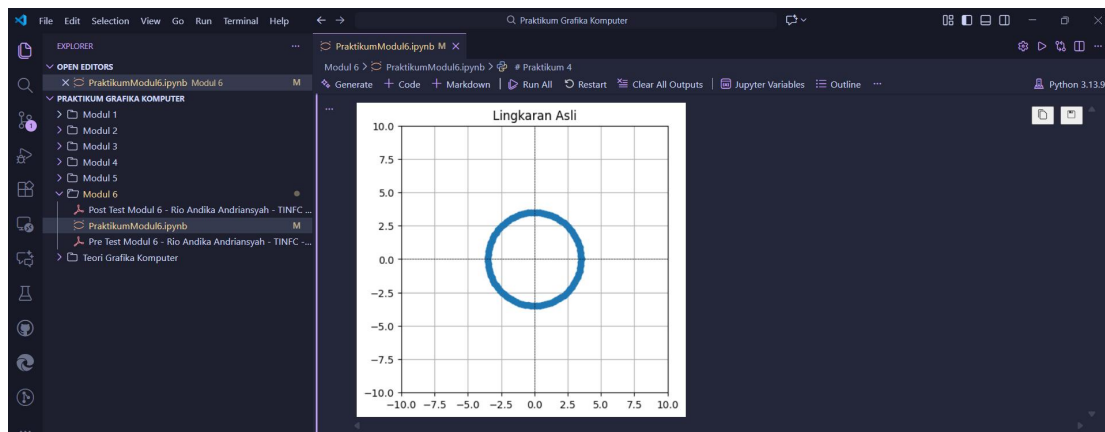 File Edit Selection View Go Run Terminal Help
Praktikum Grafika Komputer
EXPLORER
OPEN EDITORS
PraktikumModul6.ipynb Modul 6 M
PRAKTIKUM GRAFIKA KOMPUTER
Modul 1
Modul 2
Modul 3
Modul 4
Modul 5
Modul 6
Post Test Modul 6 - Rio Andika Andriansyah - TINFC ...
PraktikumModul6.ipynb M
Pre Test Modul 6 - Rio Andika Andriansyah - TINFC -...
Teori Grafika Komputer
1
PraktikumModul6.ipynb M
Modul 6 > PraktikumModul6.ipynb > # Praktikum 4
Generate + Code + Markdown | Run All Restart Clear All Outputs | Jupyter Variables Outline ...
Python 3.13.9
Lingkaran Asli
10.0
7.5
5.0
2.5
0.0
−2.5
−5.0
−7.5
−10.0
−10.0 −7.5 −5.0 −2.5 0.0 2.5 5.0 7.5 10.0